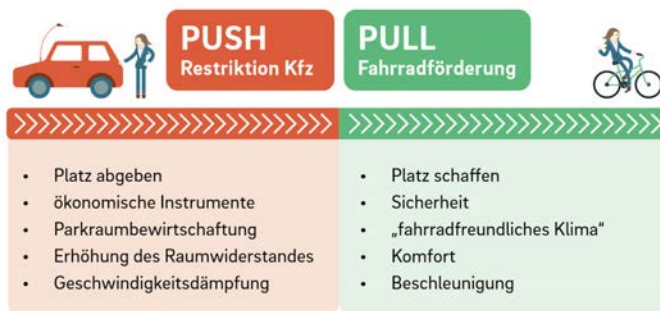 PUSH
Restriktion Kfz
PULL
Fahrradförderung
• Platz abgeben
• ökonomische Instrumente
• Parkraumbewirtschaftung
• Erhöhung des Raumwiderstandes
• Geschwindigkeitsdämpfung
• Platz schaffen
• Sicherheit
• „fahrradfreundliches Klima“
• Komfort
• Beschleunigung